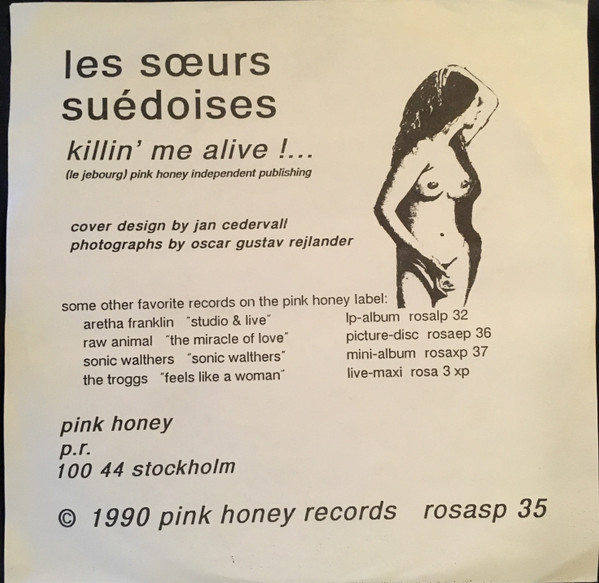 les sœurs
suédoises
killin' me alive !...
(le jebourg) pink honey independent publishing
cover design by jan cedervall
photographs by oscar gustav rejlander
some other favorite records on the pink honey label:
aretha franklin "studio & live" lp-album rosalp 32
raw animal "the miracle of love" picture-disc rosaep 36
sonic walthers "sonic walthers" mini-album rosaxp 37
the troggs "feels like a woman" live-maxi rosa 3 xp
pink honey
p.r.
100 44 stockholm
© 1990 pink honey records rosasp 35